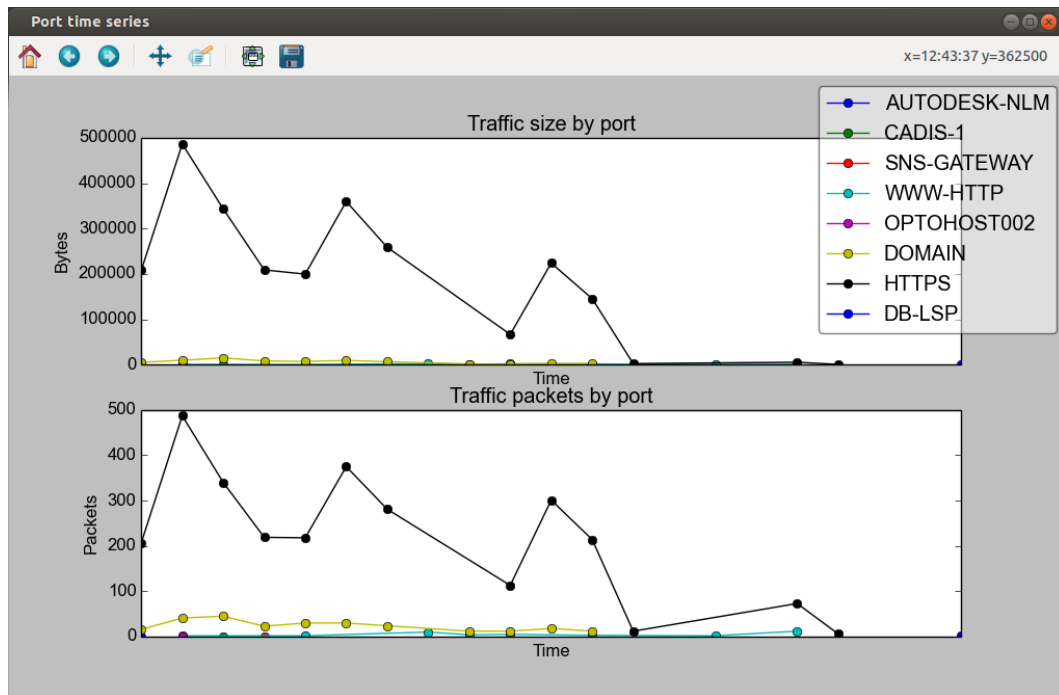 Port time series
x=12:43:37 y=362500
AUTODESK-NLM
CADIS-1
SNS-GATEWAY
WWW-HTTP
OPTOHOST002
DOMAIN
HTTPS
DB-LSP
Traffic size by port
500000
400000
300000
200000
100000
0
Bytes
Time
Traffic packets by port
500
400
300
200
100
0
Packets
Time